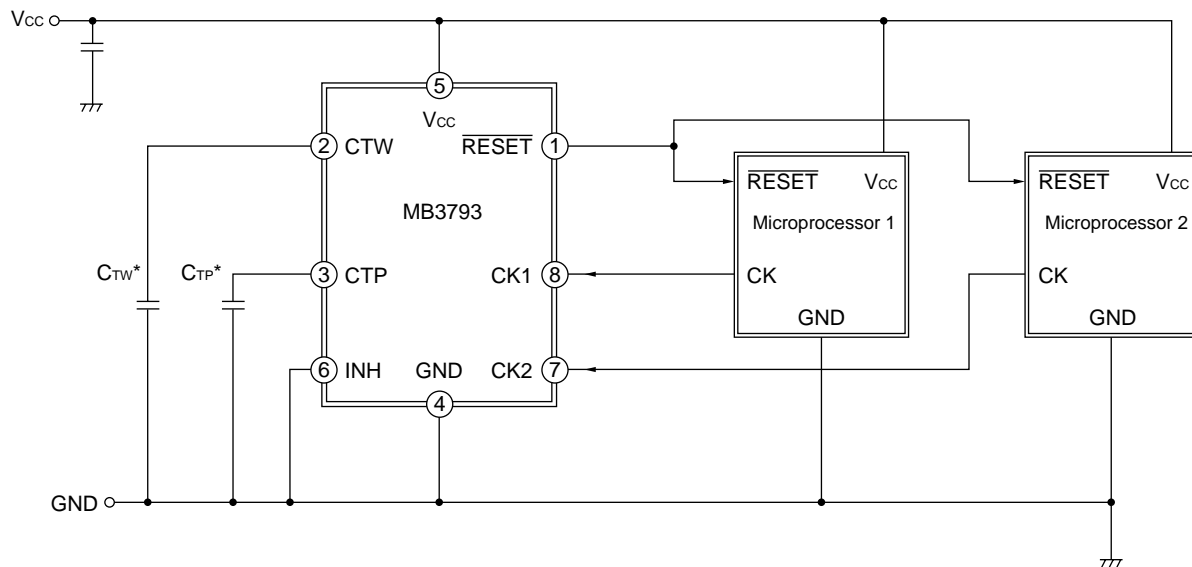 VCC
5
VCC
2 CTW
RESET 1
MB3793
RESET VCC
Microprocessor 1
RESET VCC
Microprocessor 2
CTW*
CTP*
3 CTP
CK1 8
CK
CK
GND
GND
6 INH
GND
CK2 7
4
GND